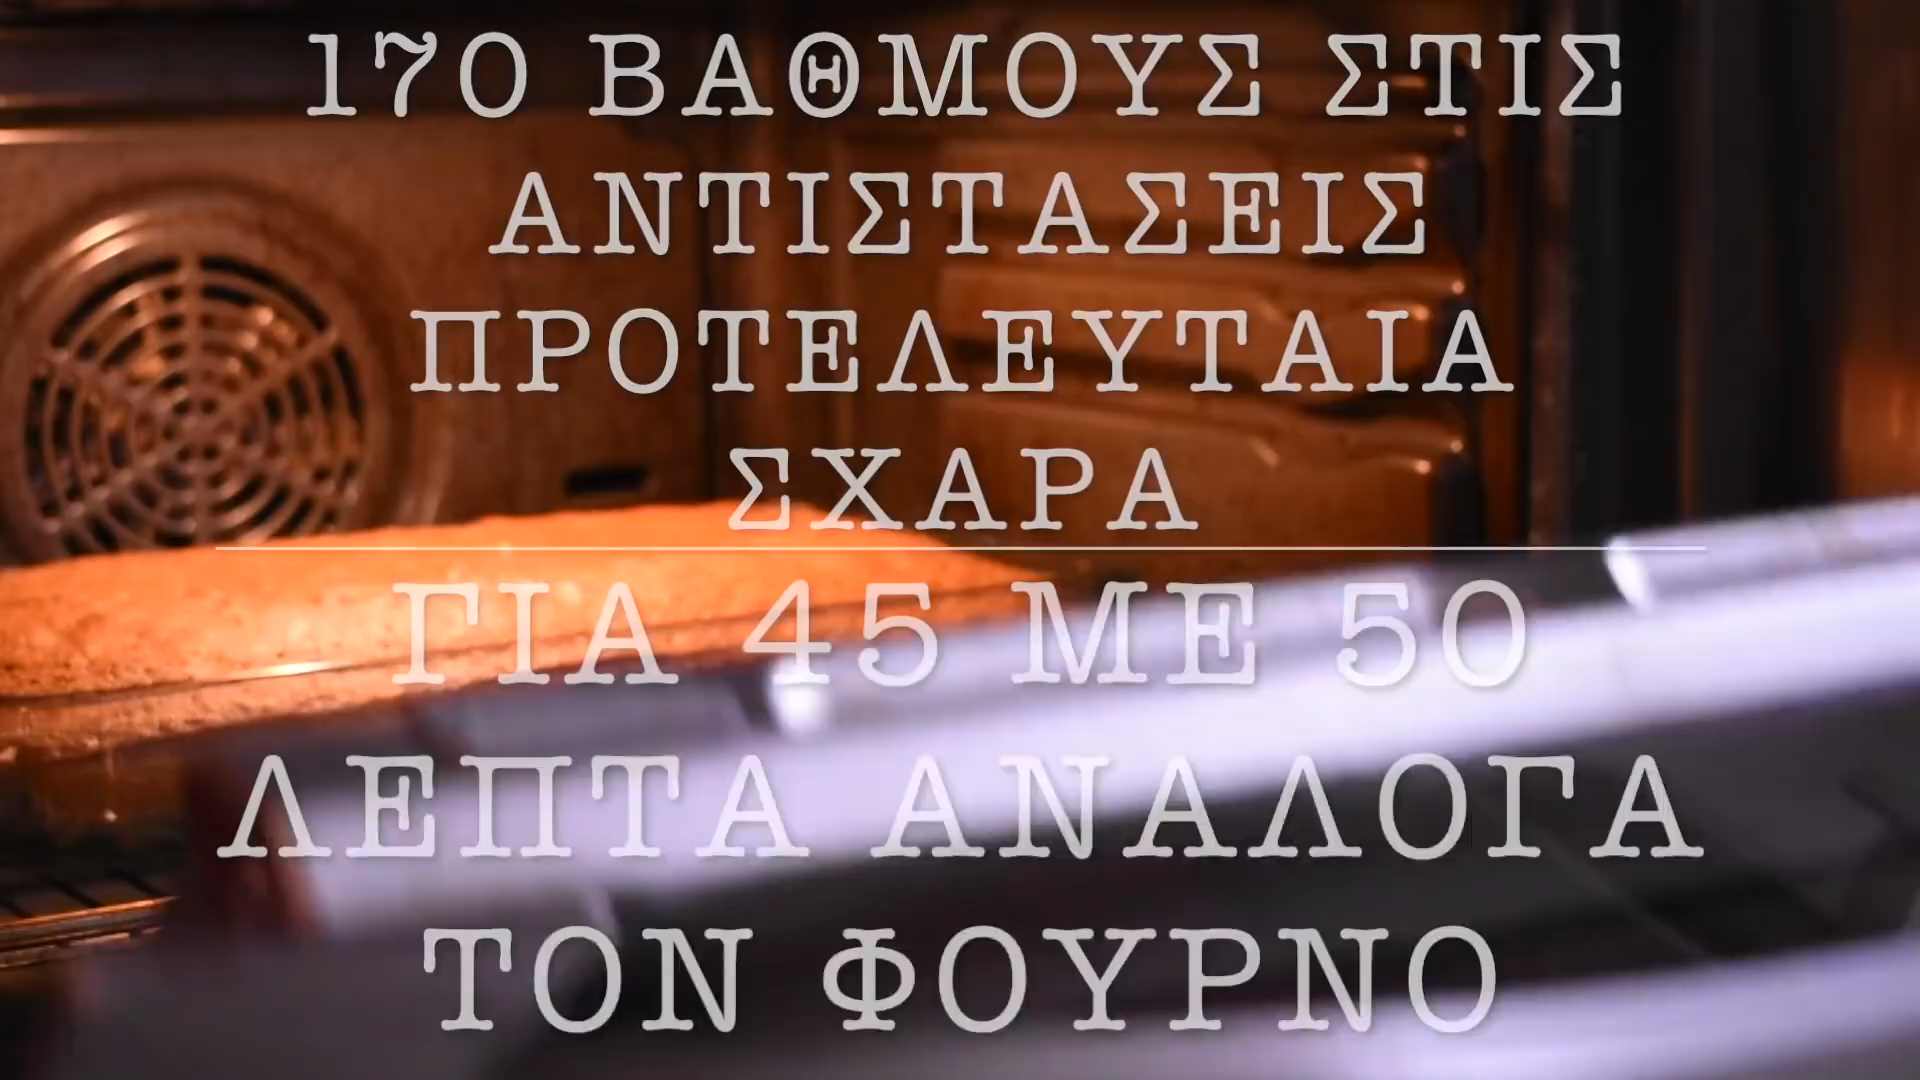 170 ΒΑΘΜΟΥΣ ΣΤΙΣ
ΑΝΤΙΣΤΑΣΕΙΣ
ΠΡΟΤΕΛΕΥΤΑΙΑ
ΣΧΑΡΑ
ΓΙΑ 45 ΜΕ 50
ΛΕΠΤΑ ΑΝΑΛΟΓΑ
ΤΟΝ ΦΟΥΡΝΟ